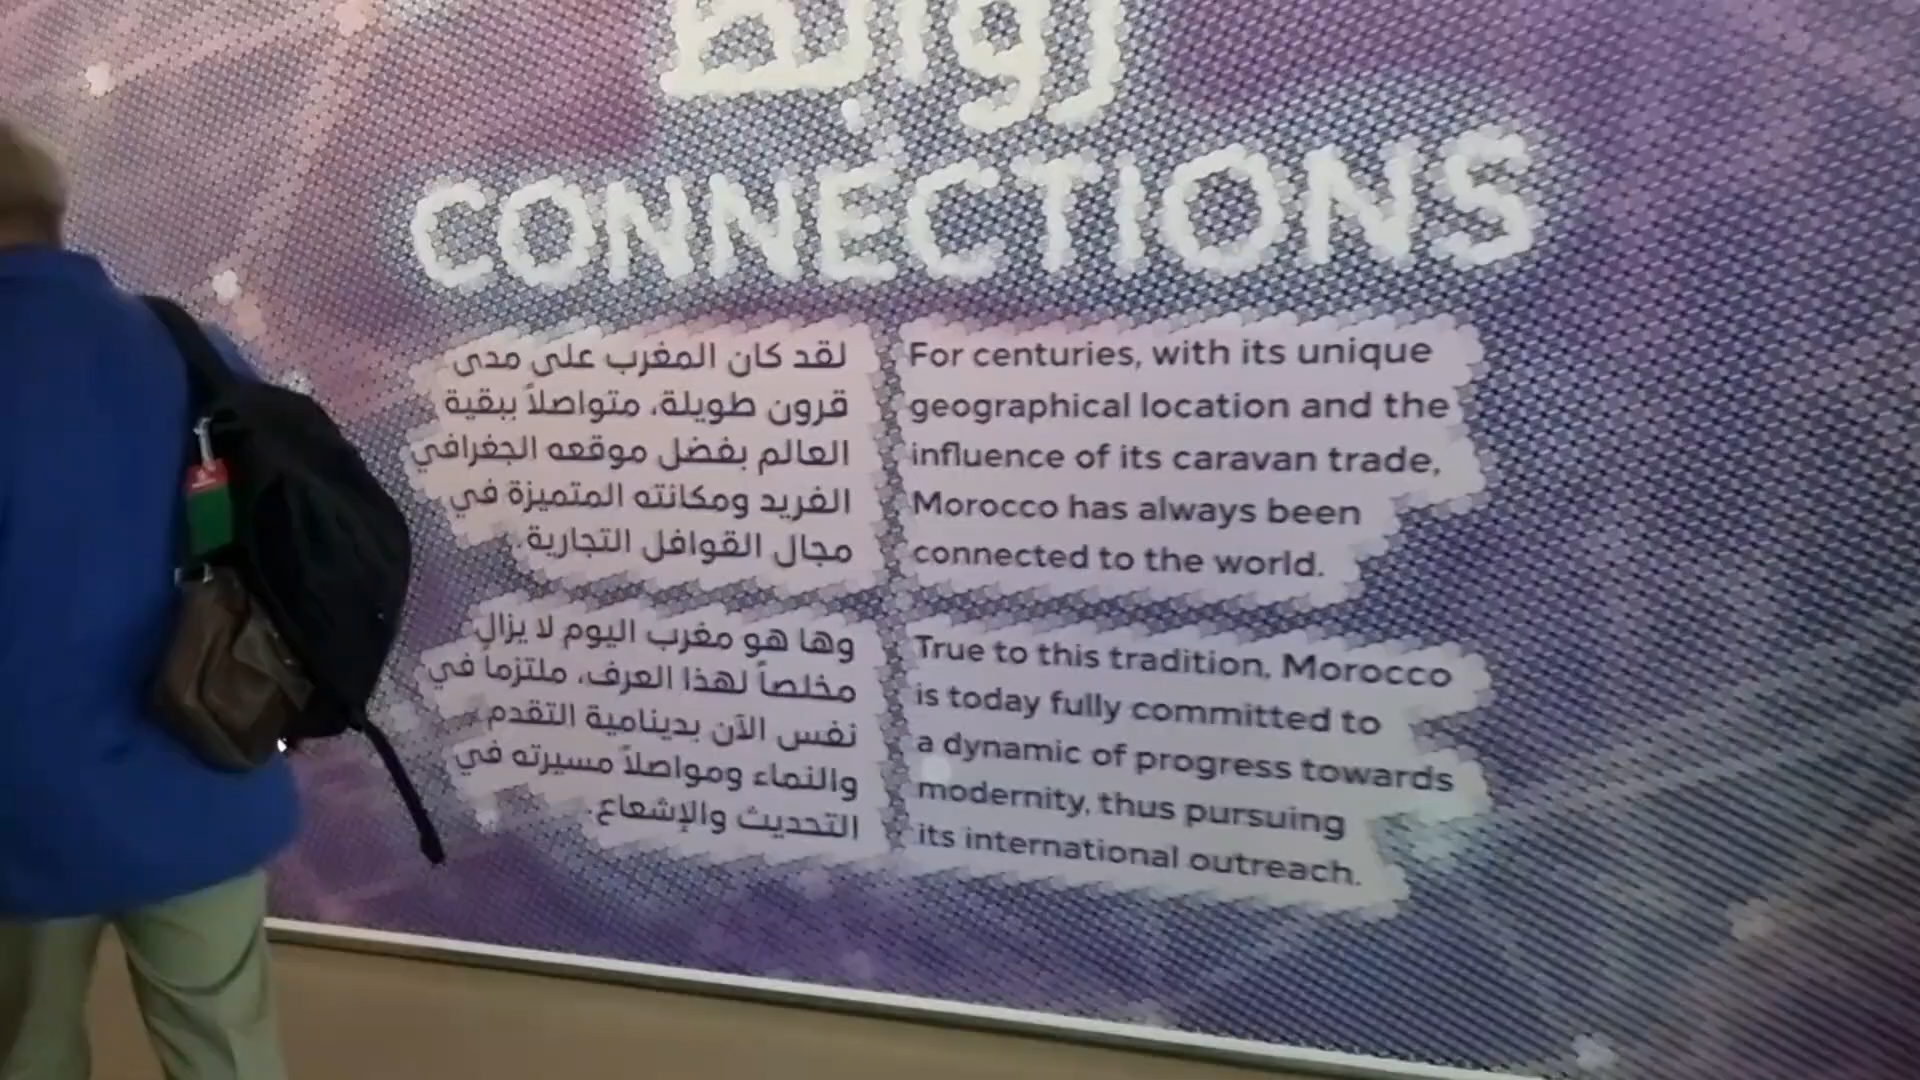 روابط
CONNECTIONS
لقد كان المغرب على مدى
قرون طويلة، متواصلاً ببقية
العالم بفضل موقعه الجغرافي
الفريد ومكانته المتميزة في
مجال القوافل التجارية.
وها هو مغرب اليوم لا يزال
مخلصاً لهذا العرف، ملتزماً في
نفس الآن بدينامية التقدم
والنماء ومواصلاً مسيرته في
التحديث والإشعاع.
For centuries, with its unique
geographical location and the
influence of its caravan trade,
Morocco has always been
connected to the world.
True to this tradition, Morocco
is today fully committed to
a dynamic of progress towards
modernity, thus pursuing
its international outreach.